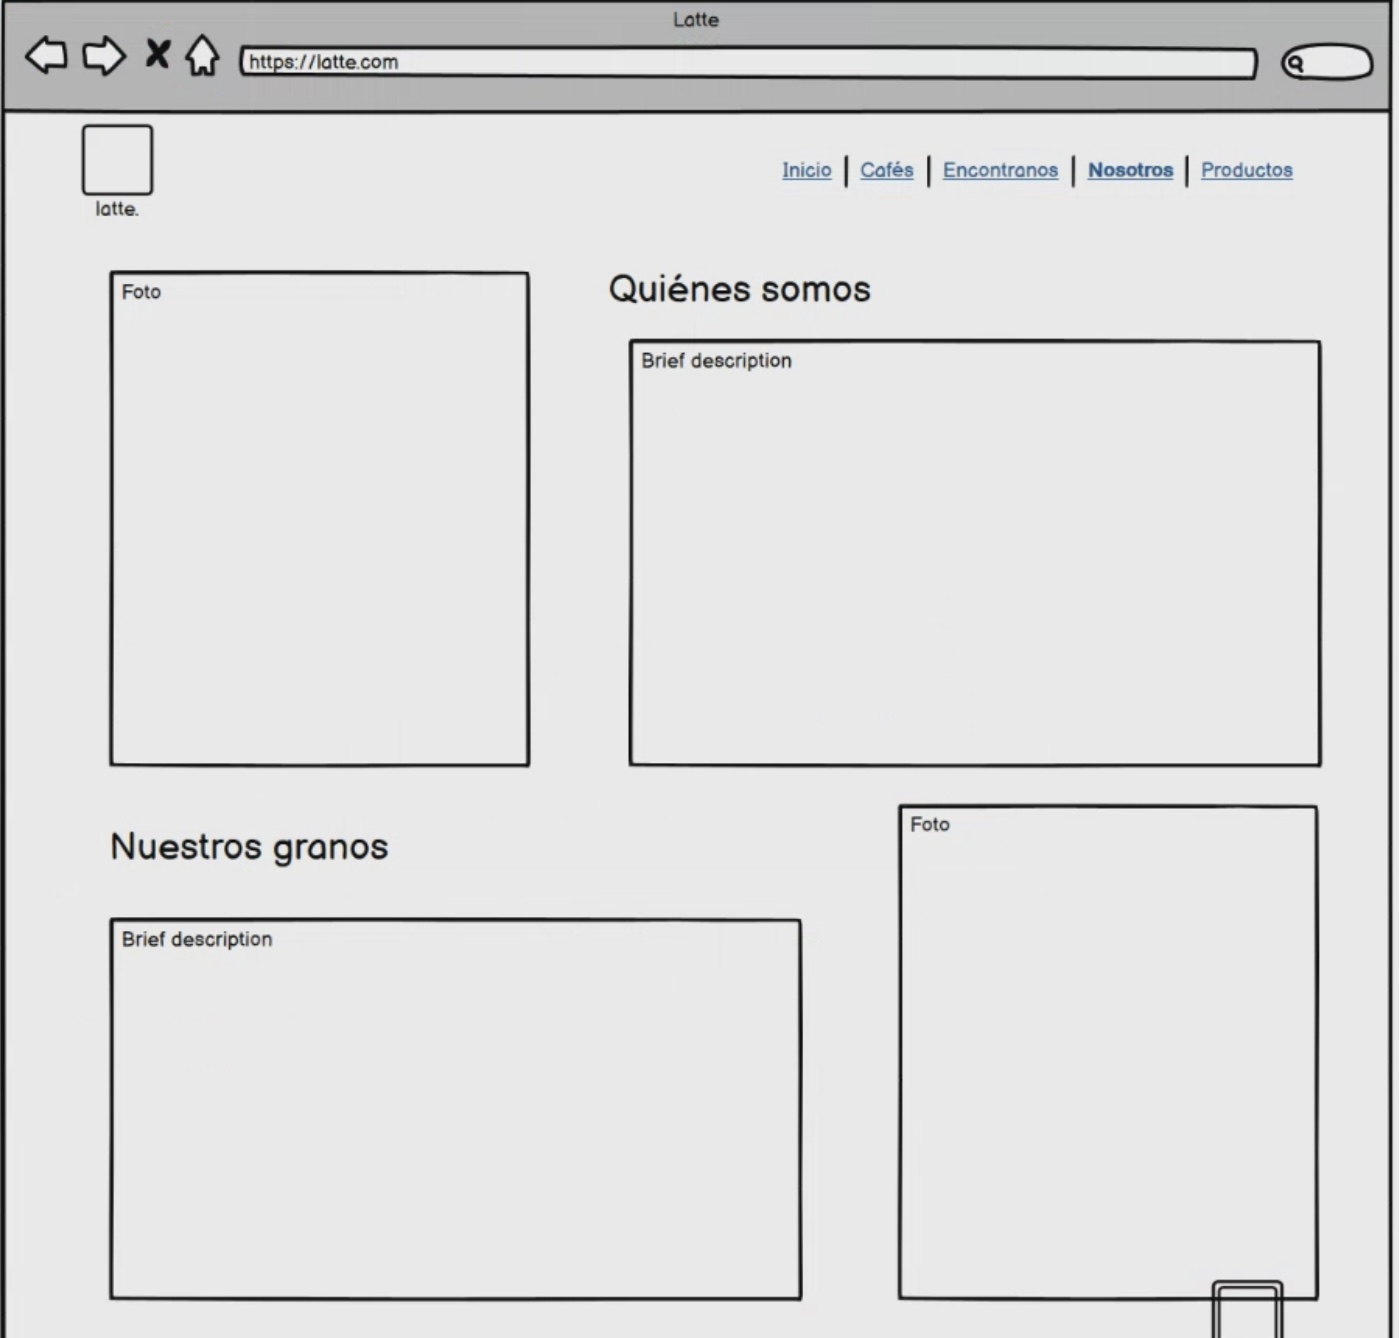 Latte
https://latte.com
latte.
Inicio | Cafés | Encontranos | Nosotros | Productos
Foto
Quiénes somos
Brief description
Nuestros granos
Brief description
Foto